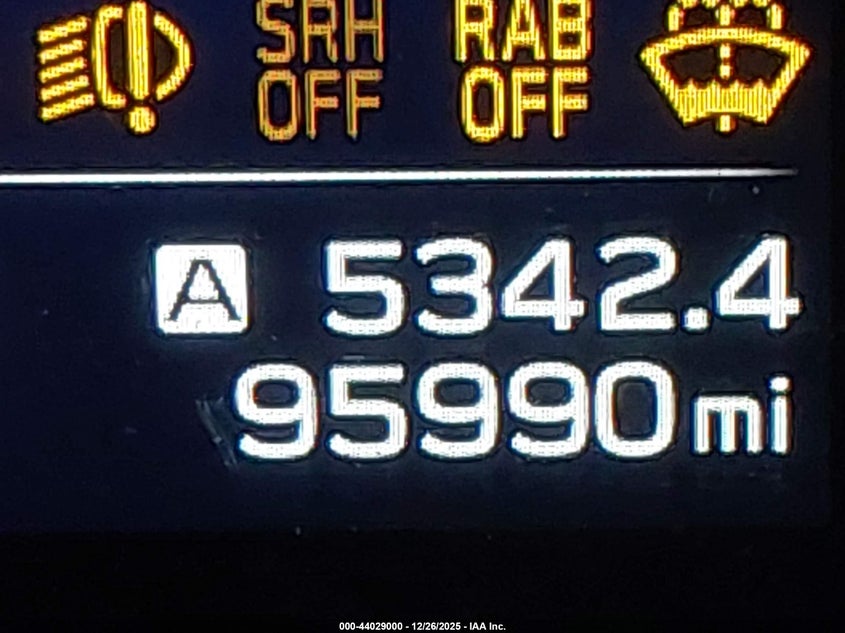 SRH RAB
OFF OFF
A 5342.4
95990 mi
000-44029000 - 12/26/2025 - IAA Inc.